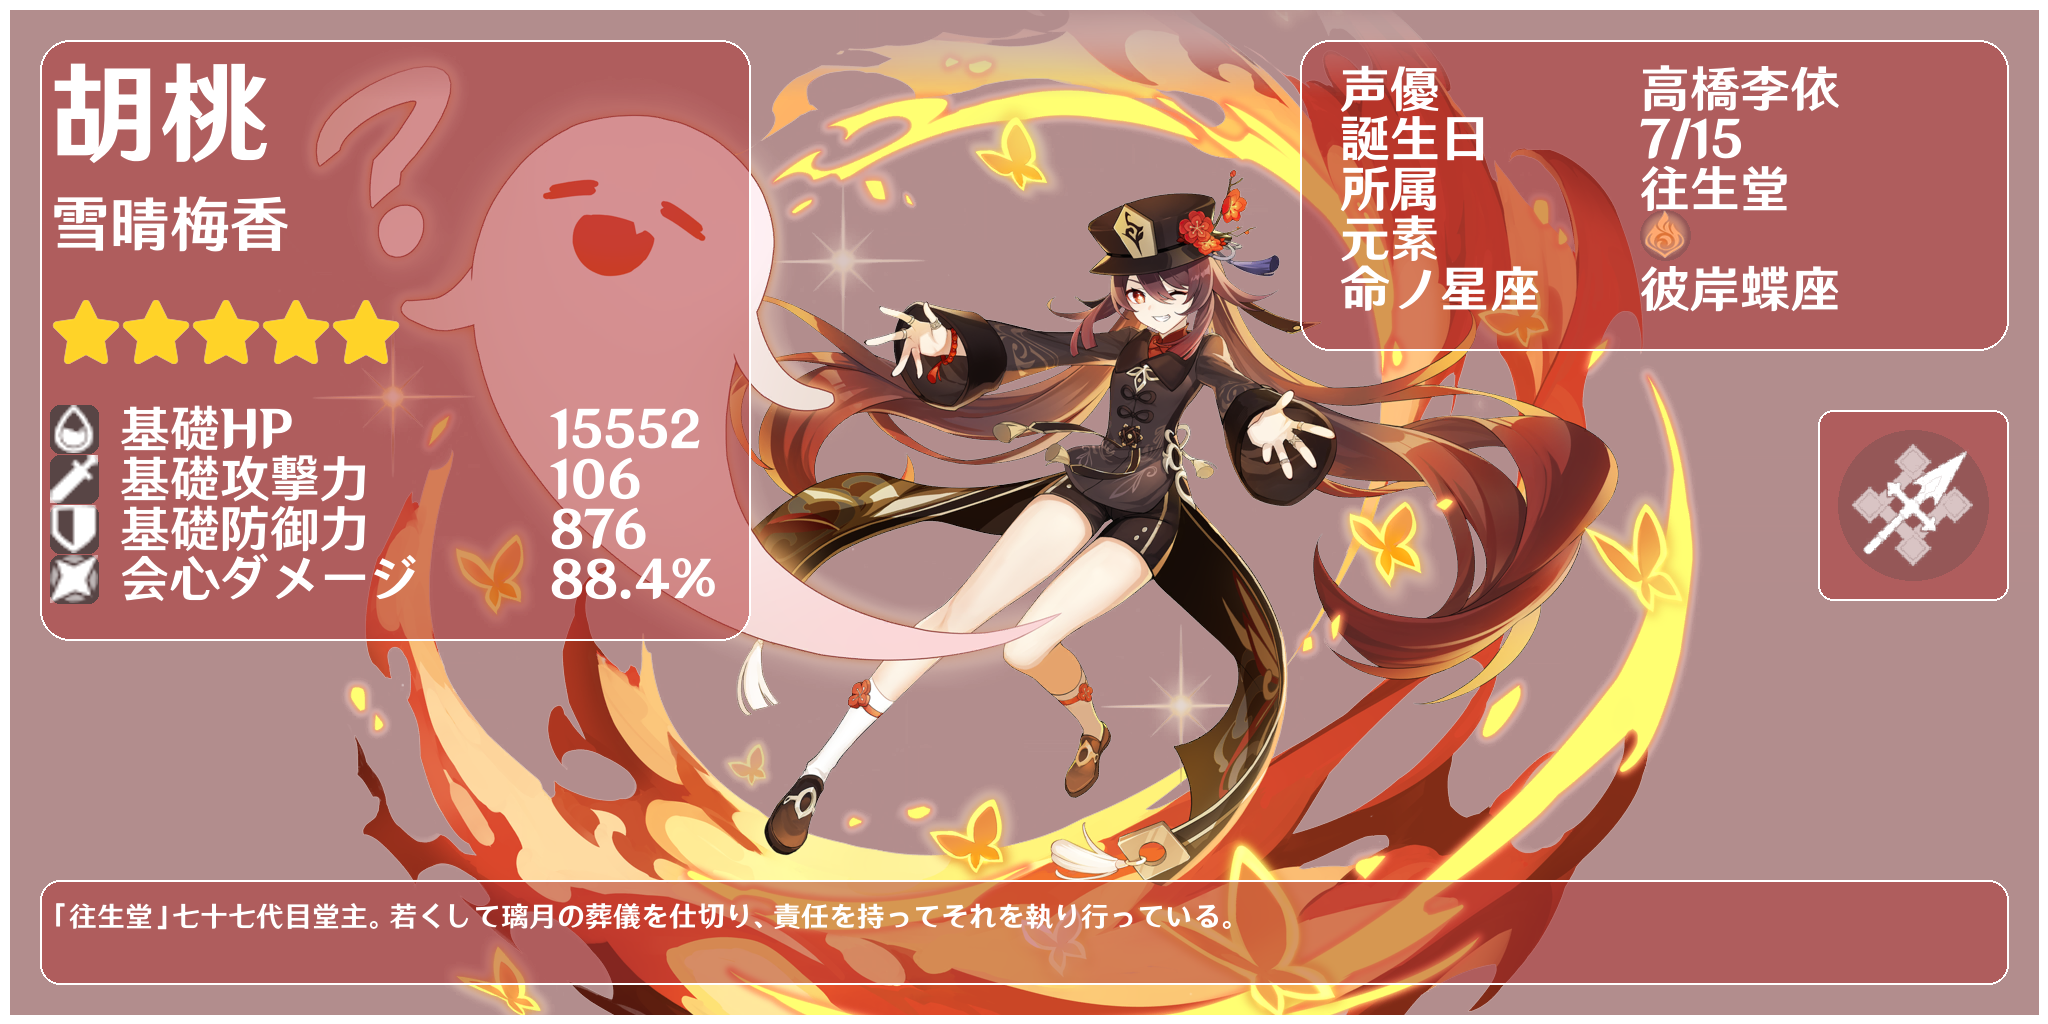 胡桃
雪晴梅香
基礎HP 15552
基礎攻撃力 106
基礎防御力 876
会心ダメージ 88.4%
声優 高橋李依
誕生日 7/15
所属 往生堂
元素
命ノ星座 彼岸蝶座
「往生堂」七十七代目堂主。若くして璃月の葬儀を仕切り、責任を持ってそれを執り行っている。